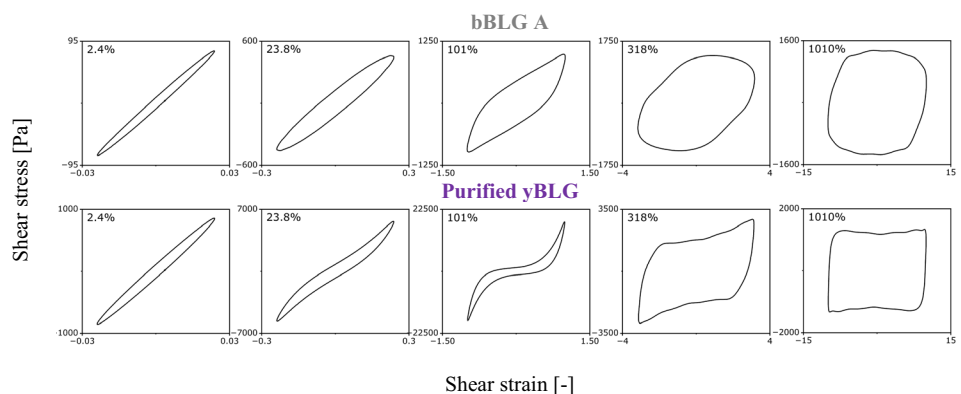 bBLG A
95 600 1250 1750 1600
2.4% 23.8% 101% 318% 1010%
−95 −600 −1250 −1750 −1600
−0.03 0.03 −0.3 0.3 −1.50 1.50 −4 4 −15 15
Shear stress [Pa]
Purified yBLG
1000 7000 22500 3500 2000
2.4% 23.8% 101% 318% 1010%
1000 −7000 22500 −3500 −2000
−0.03 0.03 −0.3 0.3 −1.50 1.50 −4 4 −15 15
Shear strain [-]